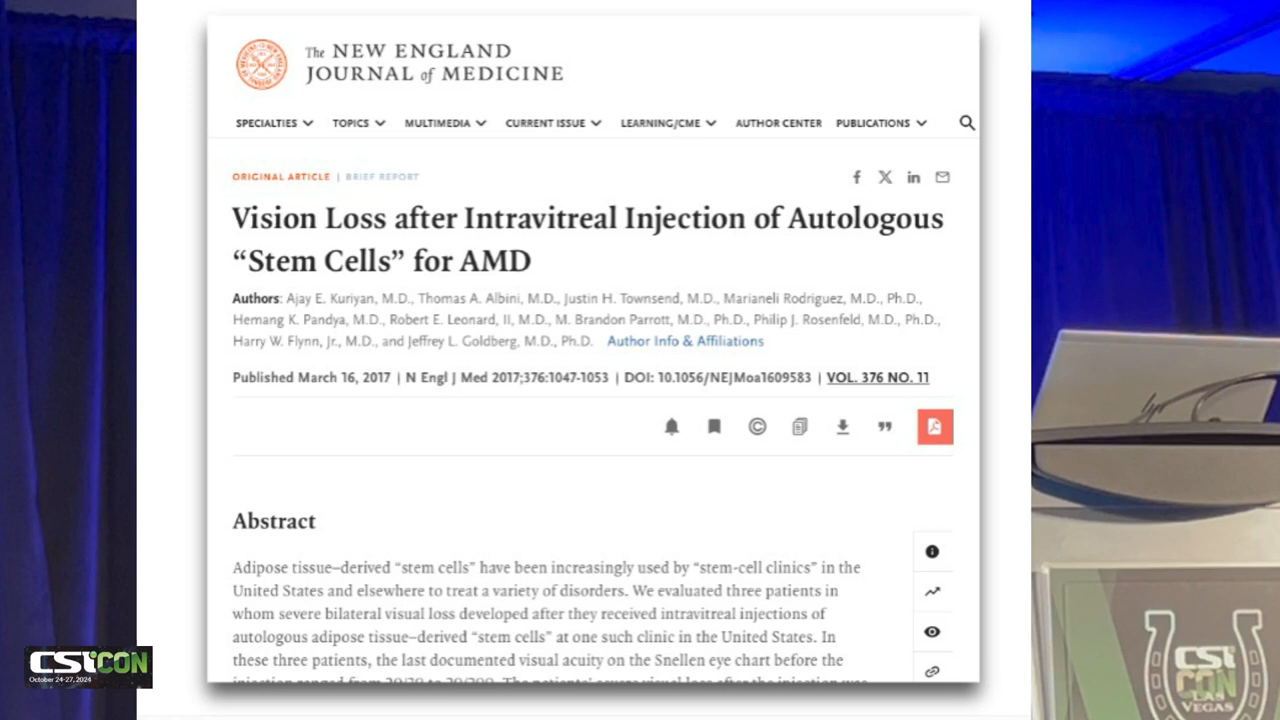 The NEW ENGLAND
JOURNAL of MEDICINE
SPECIALTIES TOPICS MULTIMEDIA CURRENT ISSUE LEARNING/CME AUTHOR CENTER PUBLICATIONS
ORIGINAL ARTICLE | BRIEF REPORT
Vision Loss after Intravitreal Injection of Autologous
“Stem Cells” for AMD
Authors: Ajay E. Kuriyan, M.D., Thomas A. Albini, M.D., Justin H. Townsend, M.D., Marianeli Rodriguez, M.D., Ph.D.,
Hemang K. Pandya, M.D., Robert E. Leonard, II, M.D., M. Brandon Parrott, M.D., Ph.D., Philip J. Rosenfeld, M.D., Ph.D.,
Harry W. Flynn, Jr., M.D., and Jeffrey L. Goldberg, M.D., Ph.D. Author Info & Affiliations
Published March 16, 2017 | N Engl J Med 2017;376:1047-1053 | DOI: 10.1056/NEJMoa1609583 | VOL. 376 NO. 11
Abstract
Adipose tissue–derived “stem cells” have been increasingly used by “stem-cell clinics” in the
United States and elsewhere to treat a variety of disorders. We evaluated three patients in
whom severe bilateral visual loss developed after they received intravitreal injections of
autologous adipose tissue–derived “stem cells” at one such clinic in the United States. In
these three patients, the last documented visual acuity on the Snellen eye chart before the
CSICON
October 24-27, 2024
CSI
CON
LAS
VEGAS